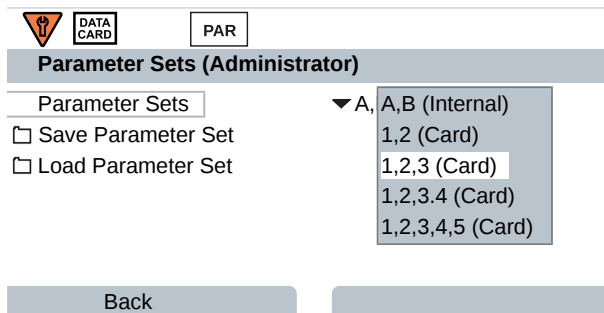 DATA
CARD
PAR
Parameter Sets (Administrator)
Parameter Sets
A,
A,B (Internal)
Save Parameter Set
1,2 (Card)
Load Parameter Set
1,2,3 (Card)
1,2,3.4 (Card)
1,2,3,4,5 (Card)
Back